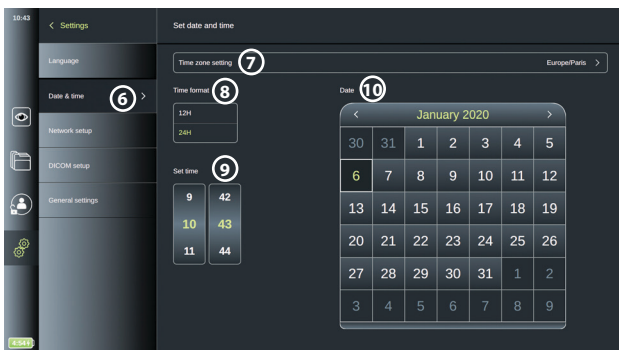 10:43
Settings
Set date and time
Language
Time zone setting
7
Europe/Paris
Date & time
6
Time format
8
Date
10
12H
24H
January 2020
Network setup
30 31 1 2 3 4 5
DICOM setup
Set time
9
6 7 8 9 10 11 12
General settings
9 42
10 43
11 44
13 14 15 16 17 18 19
20 21 22 23 24 25 26
27 28 29 30 31 1 2
3 4 5 6 7 8 9
4:54